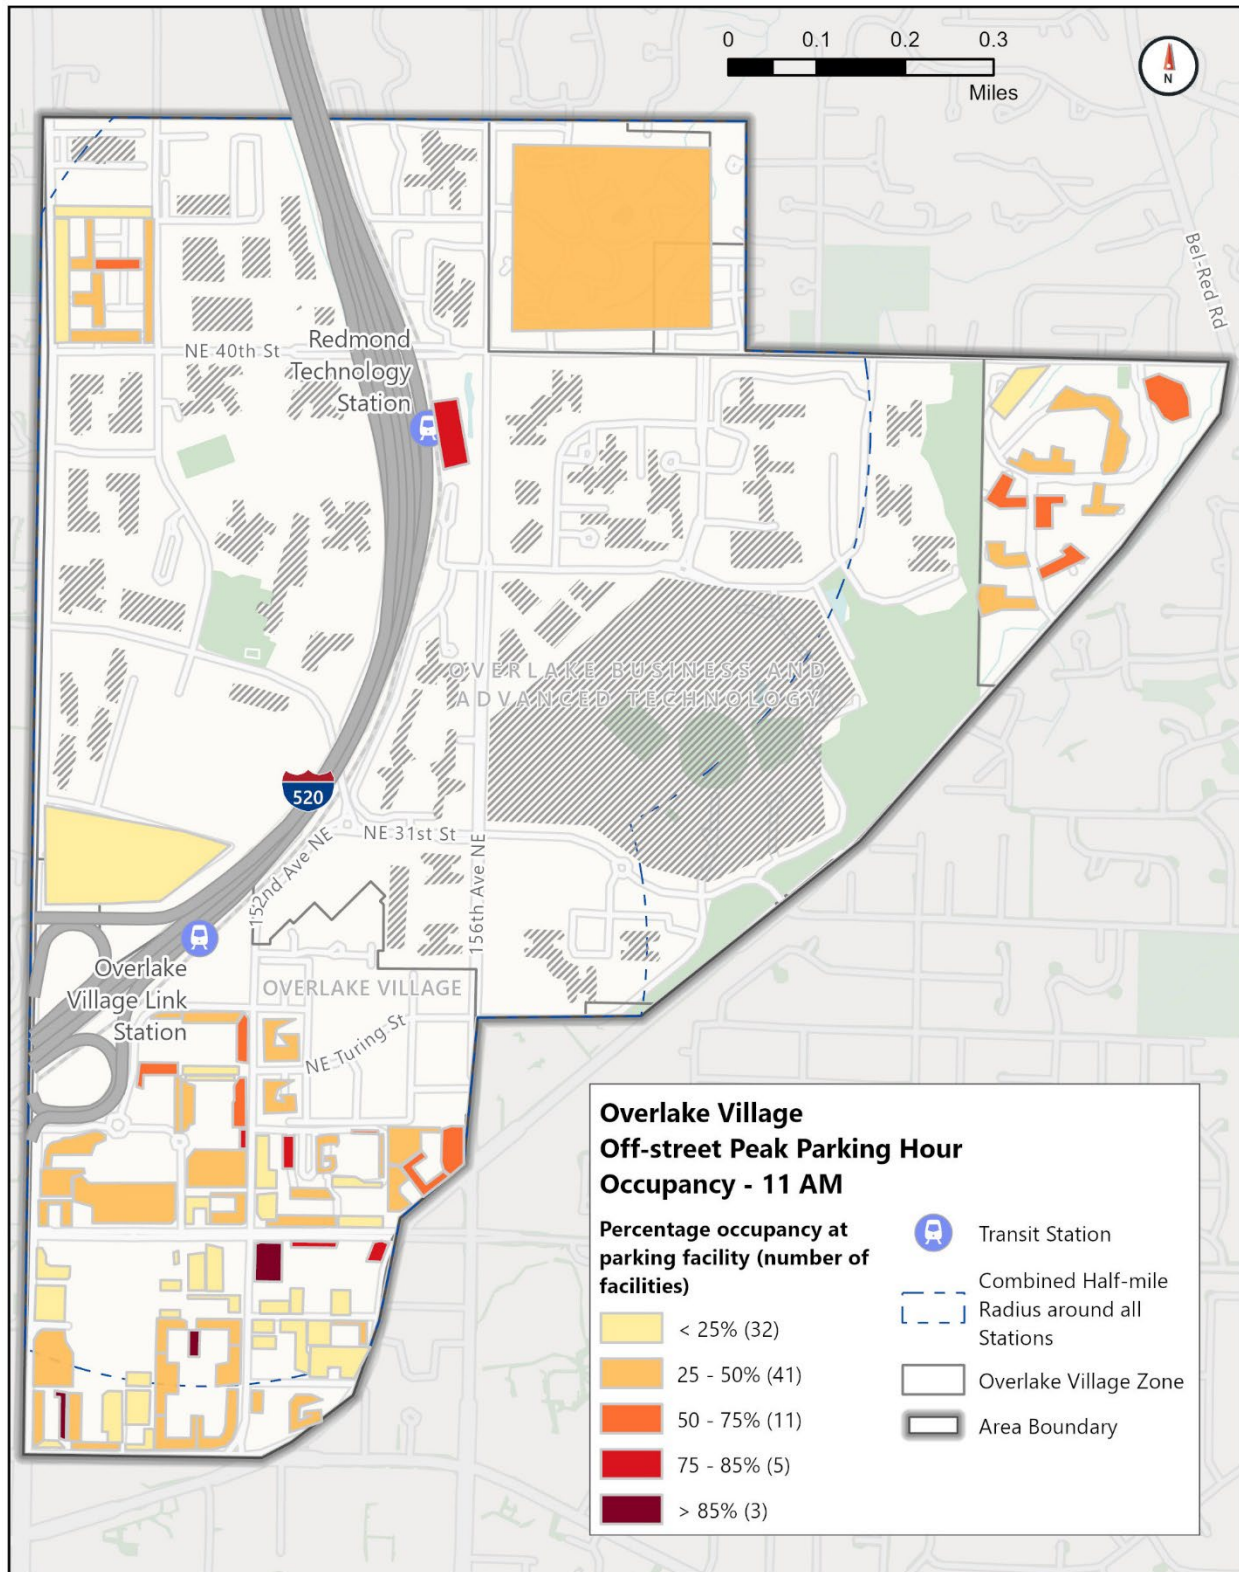 0 0.1 0.2 0.3
Miles
N
Bel-Red Rd
NE 40th St
Redmond
Technology
Station
OVERLAKE BUSINESS AND
ADVANCED TECHNOLOGY
520
NE 31st St
152nd Ave NE
156th Ave NE
Overlake
Village Link
Station
OVERLAKE VILLAGE
NE Turing St
Overlake Village
Off-street Peak Parking Hour
Occupancy - 11 AM
Percentage occupancy at
parking facility (number of
facilities)
< 25% (32)
25 - 50% (41)
50 - 75% (11)
75 - 85% (5)
> 85% (3)
Transit Station
Combined Half-mile
Radius around all
Stations
Overlake Village Zone
Area Boundary